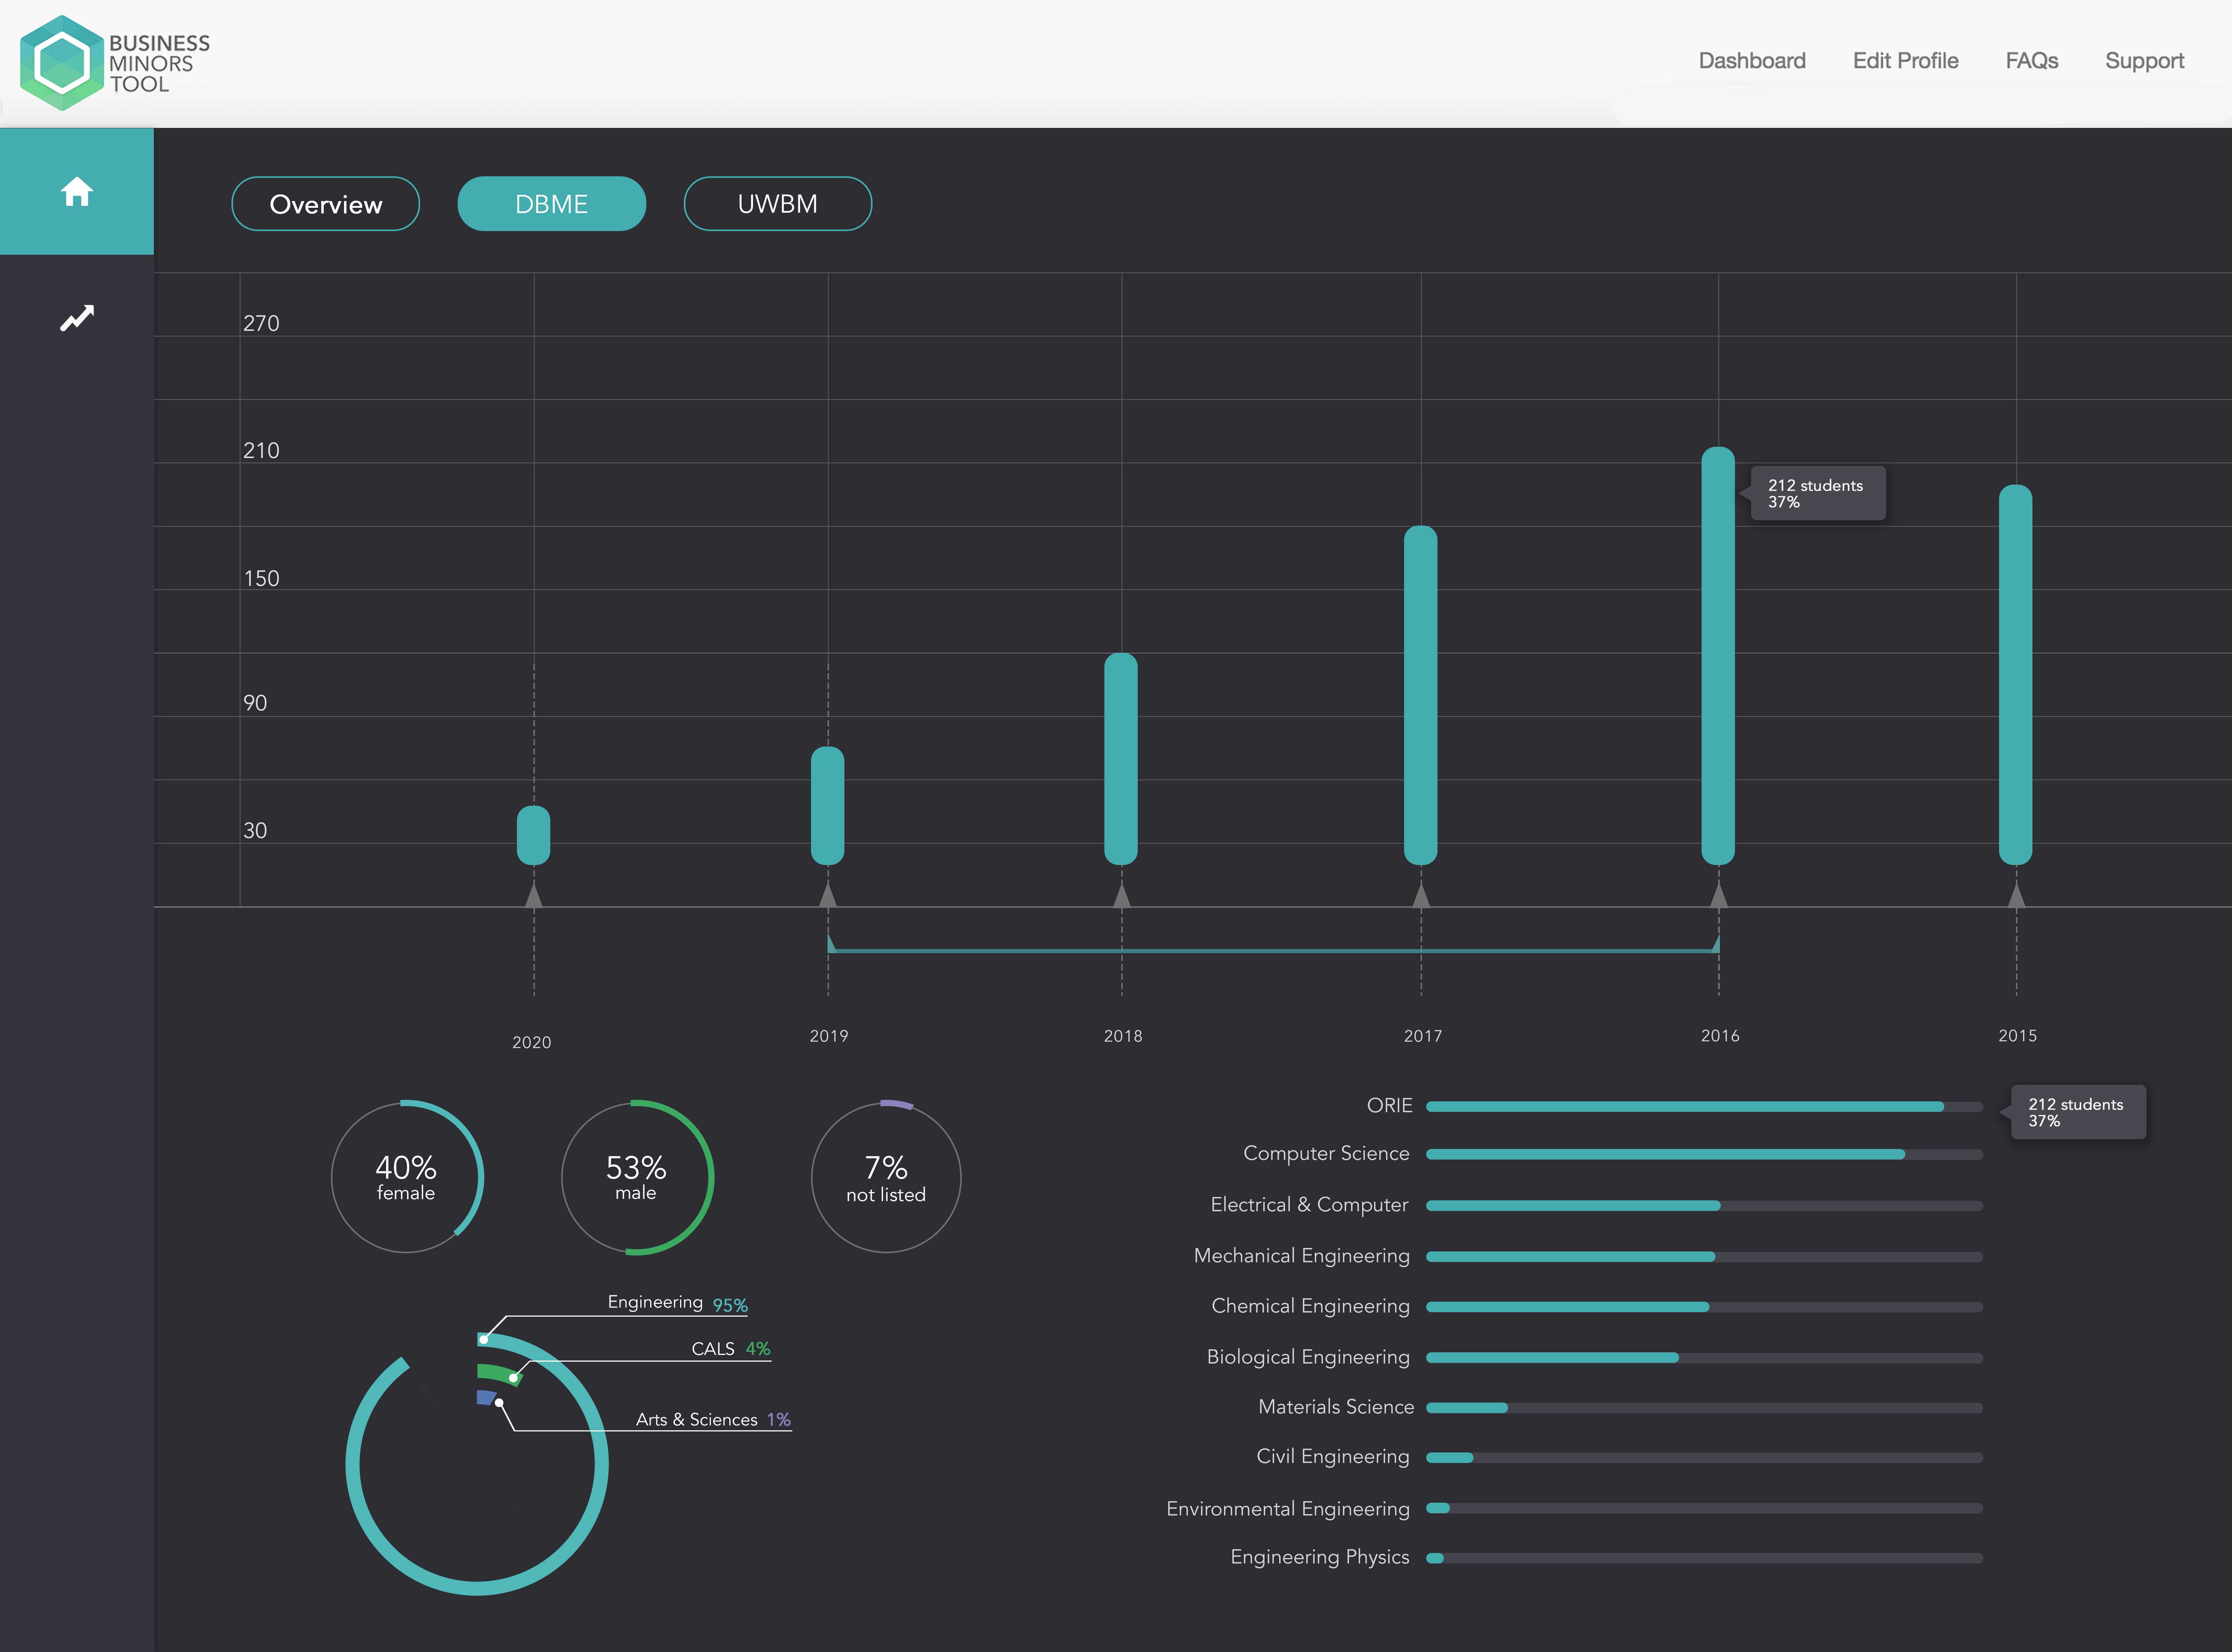 BUSINESS
MINORS
TOOL
Dashboard Edit Profile FAQs Support
Overview DBME UWBM
270
210
212 students
37%
150
90
30
2020 2019 2018 2017 2016 2015
40%
female
53%
male
7%
not listed
Engineering 95%
CALS 4%
Arts & Sciences 1%
ORIE
212 students
37%
Computer Science
Electrical & Computer
Mechanical Engineering
Chemical Engineering
Biological Engineering
Materials Science
Civil Engineering
Environmental Engineering
Engineering Physics